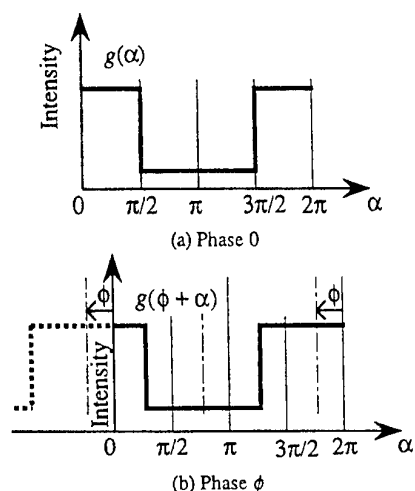 Intensity
g(α)
0 π/2 π 3π/2 2π α
(a) Phase 0
ϕ g(ϕ + α) ϕ
Intensity
0 π/2 π 3π/2 2π α
(b) Phase ϕ